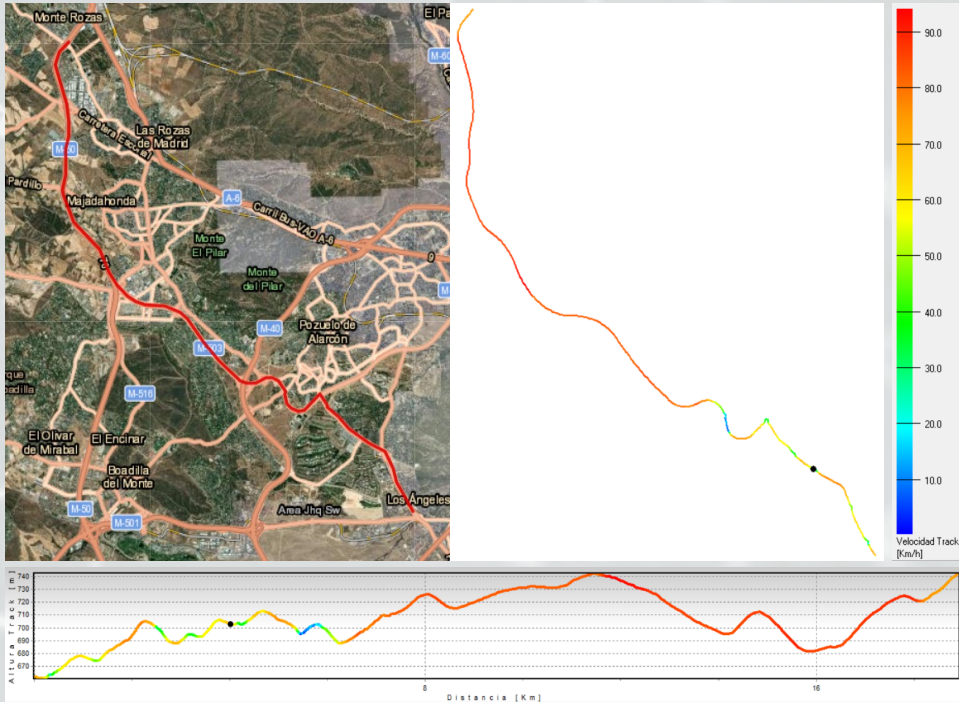 Monte Rozas
El Pa
M-60
Las Rozas
de Madrid
Carretera Escorial
M-50
Pardillo
Majadahonda
A-6
Carril Bus-VAO A-6
Monte
El Pilar
9
Monte
del Pilar
M-40
Pozuelo de
Alarcón
M-503
rque
oadilla
M-516
El Olivar
de Mirabal
El Encinar
Boadilla
del Monte
Los Ángeles
M-50
Area Jhq Sw
M-501
90.0
80.0
70.0
60.0
50.0
40.0
30.0
20.0
10.0
Velocidad Track
[Km/h]
Altura Track [m]
740
730
720
710
700
690
680
670
8
16
Distancia [Km]